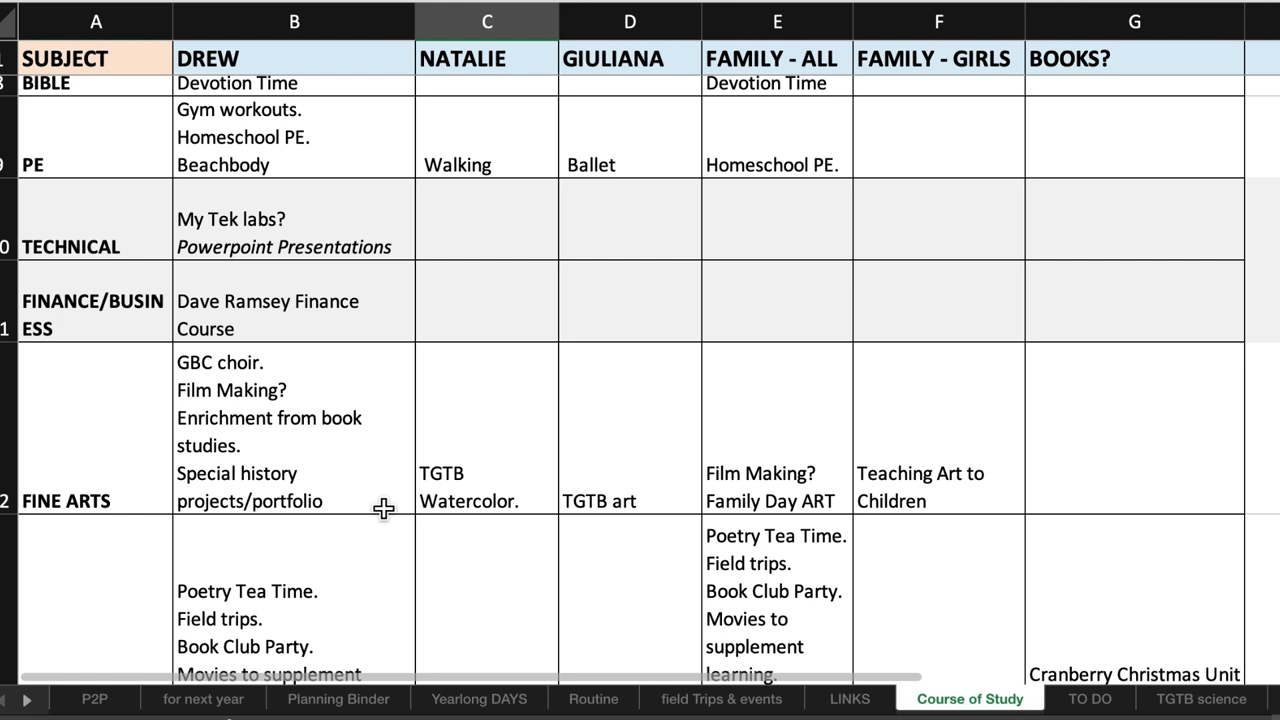 A B C D E F G
SUBJECT DREW NATALIE GIULIANA FAMILY - ALL FAMILY - GIRLS BOOKS?
BIBLE Devotion Time Devotion Time
Gym workouts.
Homeschool PE.
PE Beachbody Walking Ballet Homeschool PE.
My Tek labs?
TECHNICAL Powerpoint Presentations
FINANCE/BUSIN Dave Ramsey Finance
ESS Course
GBC choir.
Film Making?
Enrichment from book
studies.
Special history TGTB Film Making? Teaching Art to
FINE ARTS projects/portfolio Watercolor. TGTB art Family Day ART Children
Poetry Tea Time.
Field trips.
Poetry Tea Time. Book Club Party.
Field trips. Movies to
Book Club Party. supplement
Movies to supplement learning. Cranberry Christmas Unit
P2P for next year Planning Binder Yearlong DAYS Routine field Trips & events LINKS Course of Study TO DO TGTB science